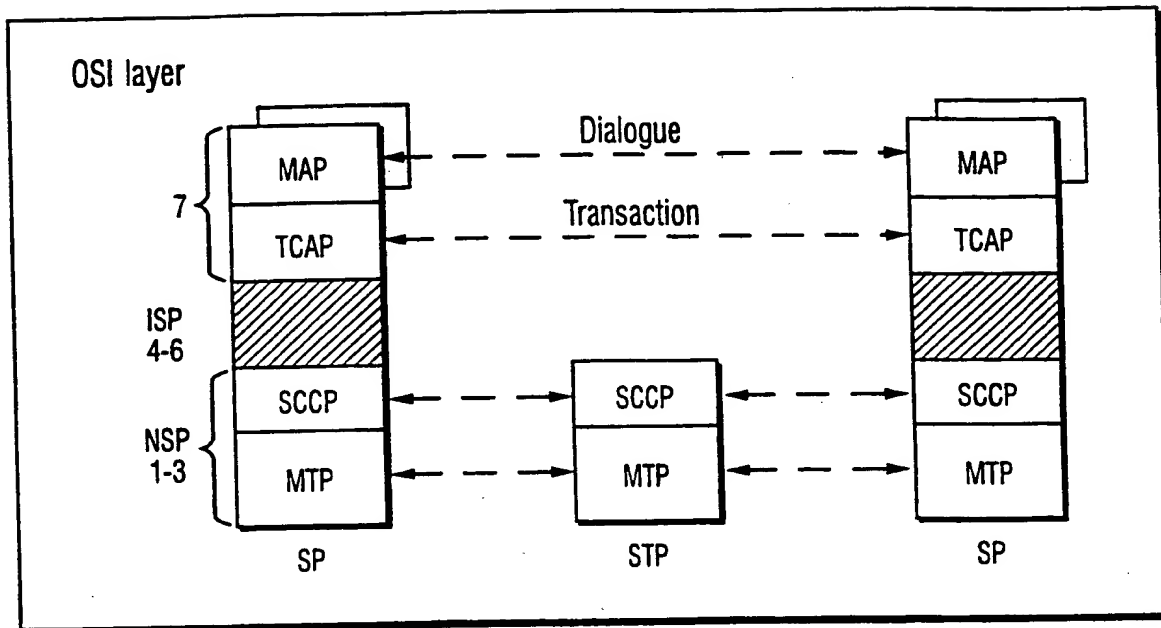 OSI layer
Dialogue
MAP
MAP
7
Transaction
TCAP
TCAP
ISP
4-6
SCCP
SCCP
SCCP
NSP
1-3
MTP
MTP
MTP
SP
STP
SP